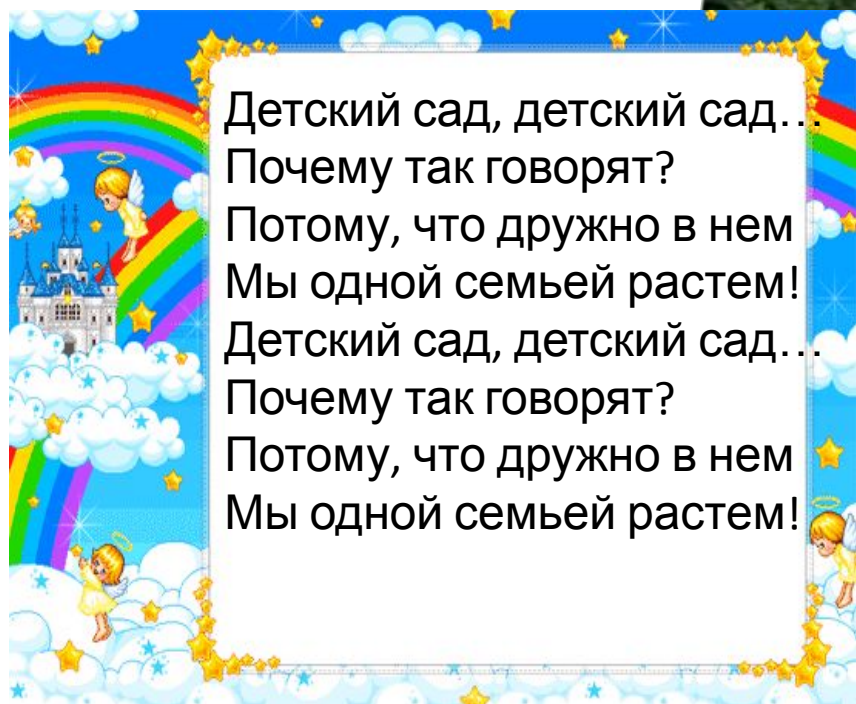 Детский сад, детский сад…
Почему так говорят?
Потому, что дружно в нем
Мы одной семьей растем!
Детский сад, детский сад…
Почему так говорят?
Потому, что дружно в нем
Мы одной семьей растем!